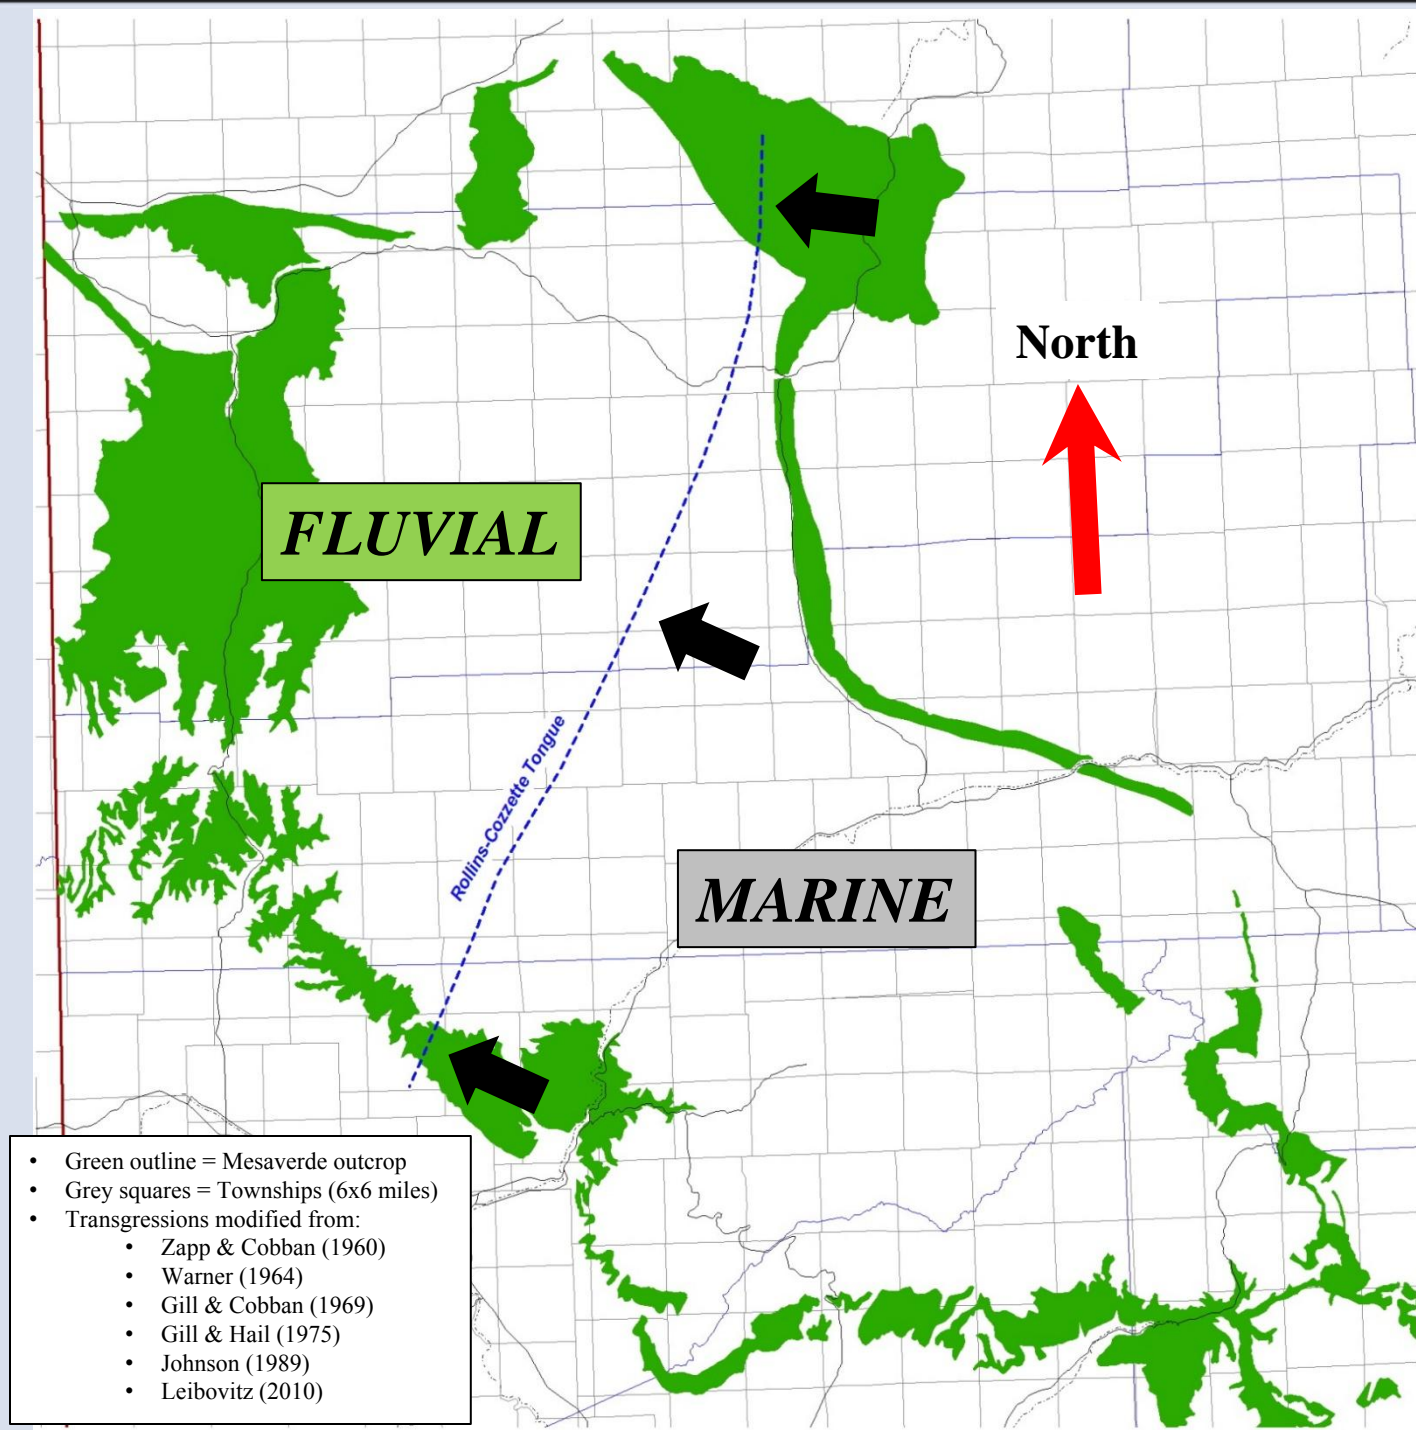 North
FLUVIAL
Rollins-Cozzette Tongue
MARINE
• Green outline = Mesaverde outcrop
• Grey squares = Townships (6x6 miles)
• Transgressions modified from:
• Zapp & Cobban (1960)
• Warner (1964)
• Gill & Cobban (1969)
• Gill & Hail (1975)
• Johnson (1989)
• Leibovitz (2010)